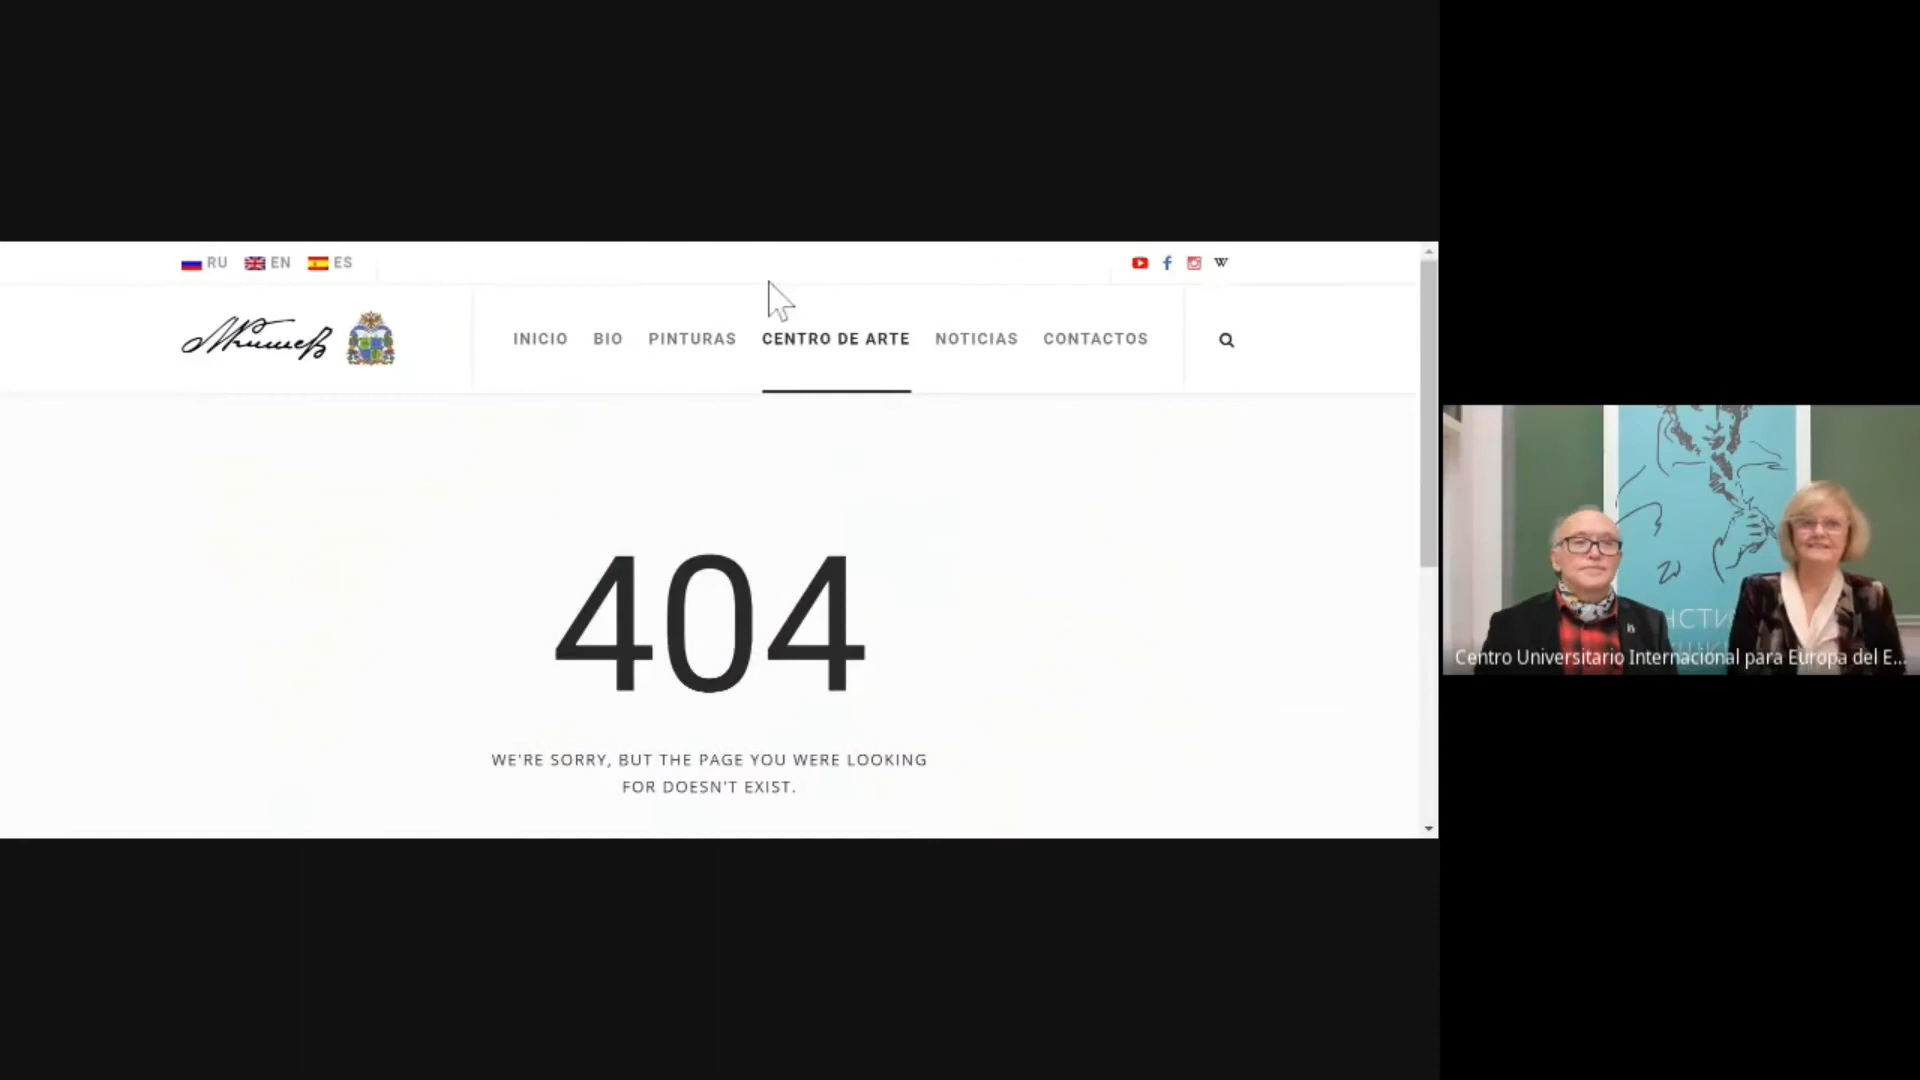 RU EN ES
INICIO BIO PINTURAS CENTRO DE ARTE NOTICIAS CONTACTOS
404
WE'RE SORRY, BUT THE PAGE YOU WERE LOOKING
FOR DOESN'T EXIST.
Centro Universitario Internacional para Europa del E...